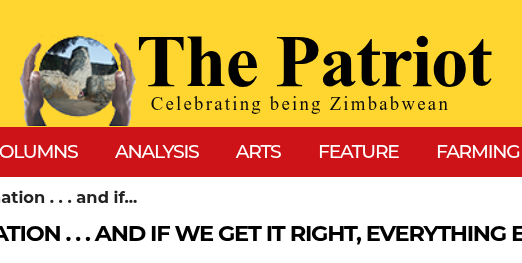 The Patriot
Celebrating being Zimbabwean
OLUMNS ANALYSIS ARTS FEATURE FARMING
ation . . . and if...
ATION . . . AND IF WE GET IT RIGHT, EVERYTHING E